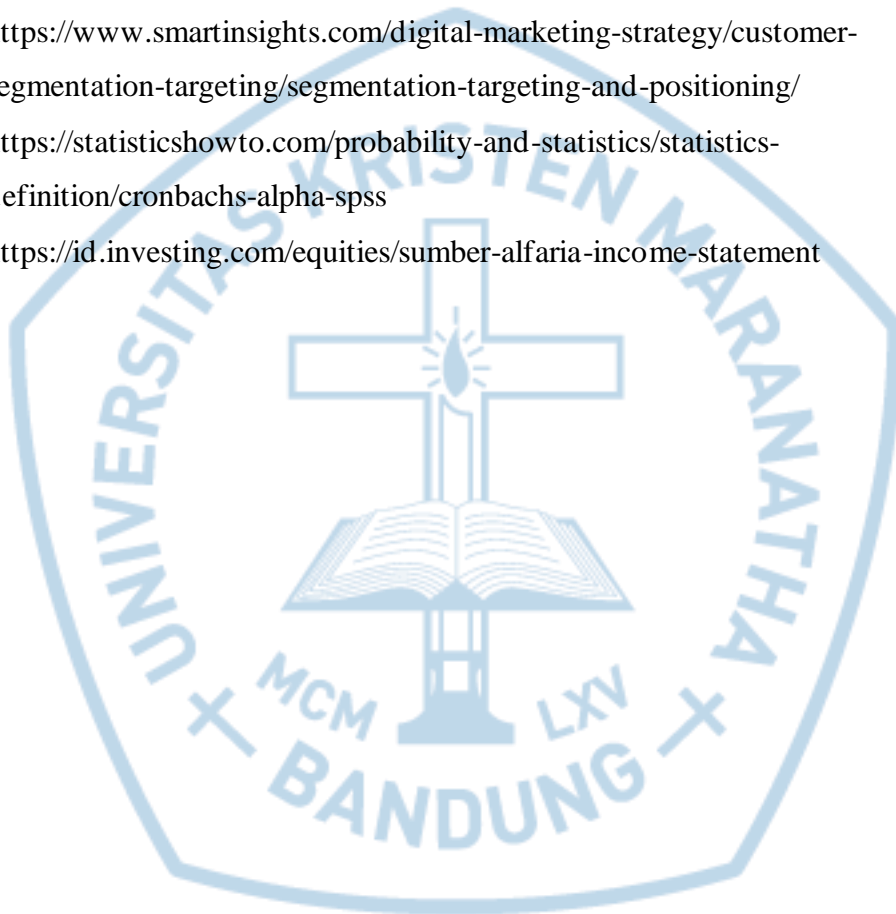 ttps://www.smartinsights.com/digital-marketing-strategy/customer-
egmentation-targeting/segmentation-targeting-and-positioning/
ttps://statisticshowto.com/probability-and-statistics/statistics-
efinition/cronbachs-alpha-spss
ttps://id.investing.com/equities/sumber-alfaria-income-statement
UNIVERSITAS KRISTEN MARANATHA
MCM LXV
BANDUNG